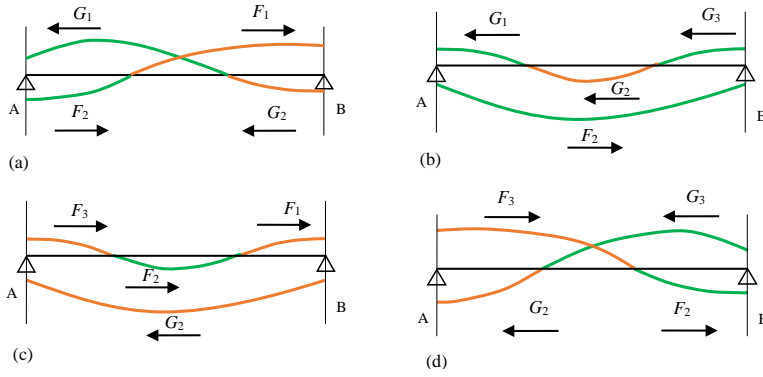 G1 F1
A B
F2 G2
(a)
G1 G3
G2
A B
F2
(b)
F3 F1
A F2 B
G2
(c)
F3 G3
A B
G2 F2
(d)